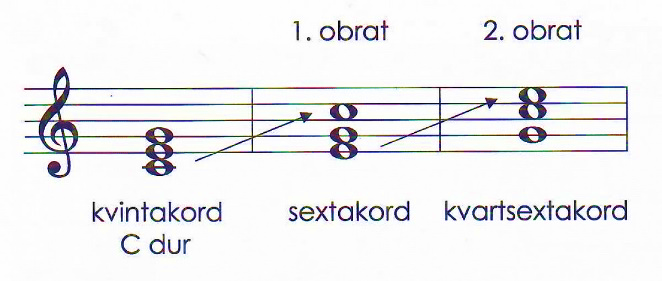 1. obrat 2. obrat
kvintakord sextakord kvartsextakord
C dur